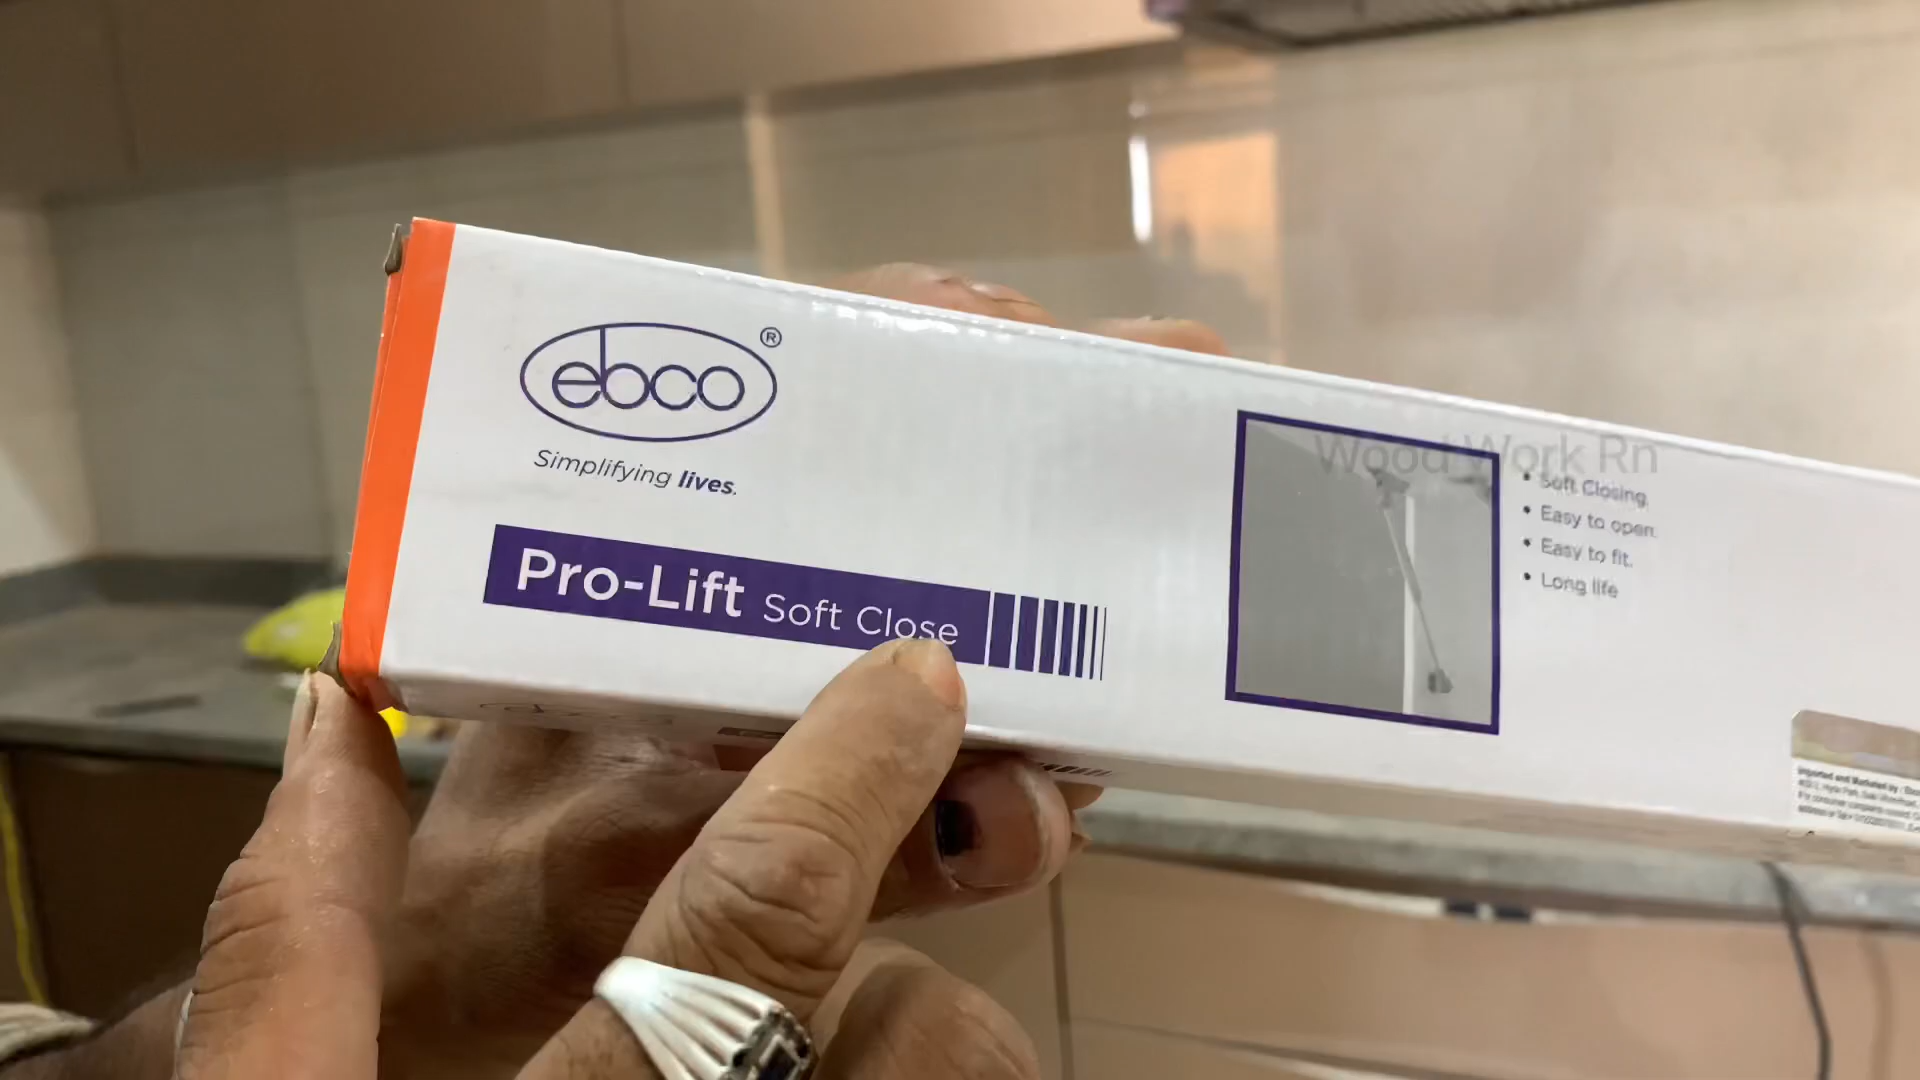 ebco®
Simplifying lives.
Pro-Lift Soft Close
Wood Work Rn
• Soft Closing.
• Easy to open.
• Easy to fit.
• Long life
Imported and Marketed by :